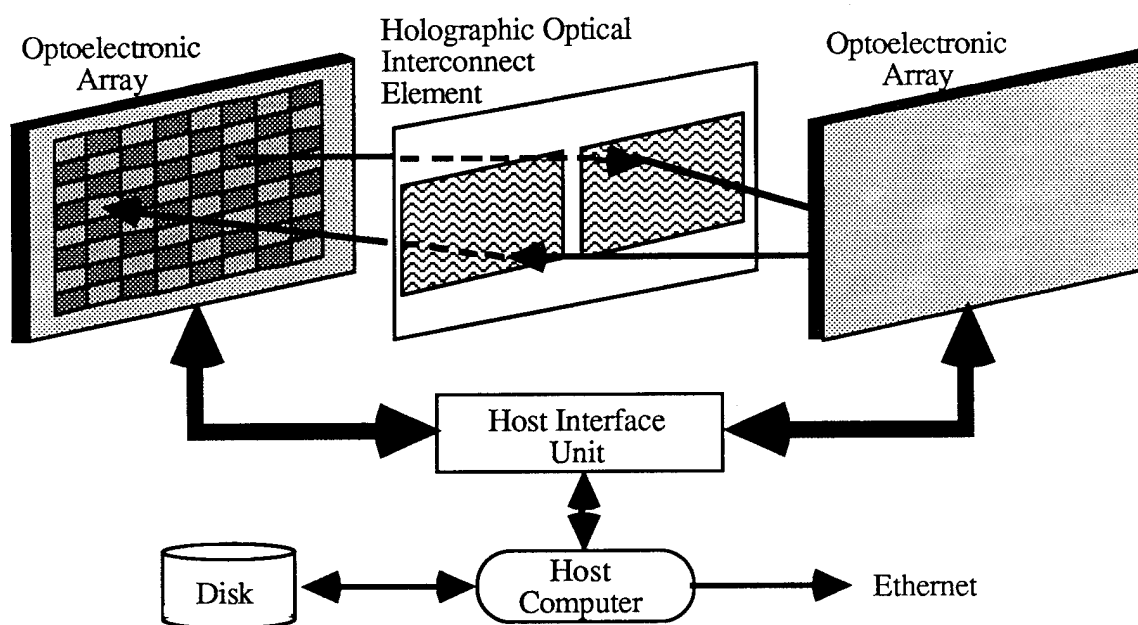 Optoelectronic
Array
Holographic Optical
Interconnect
Element
Optoelectronic
Array
Host Interface
Unit
Disk
Host
Computer
Ethernet